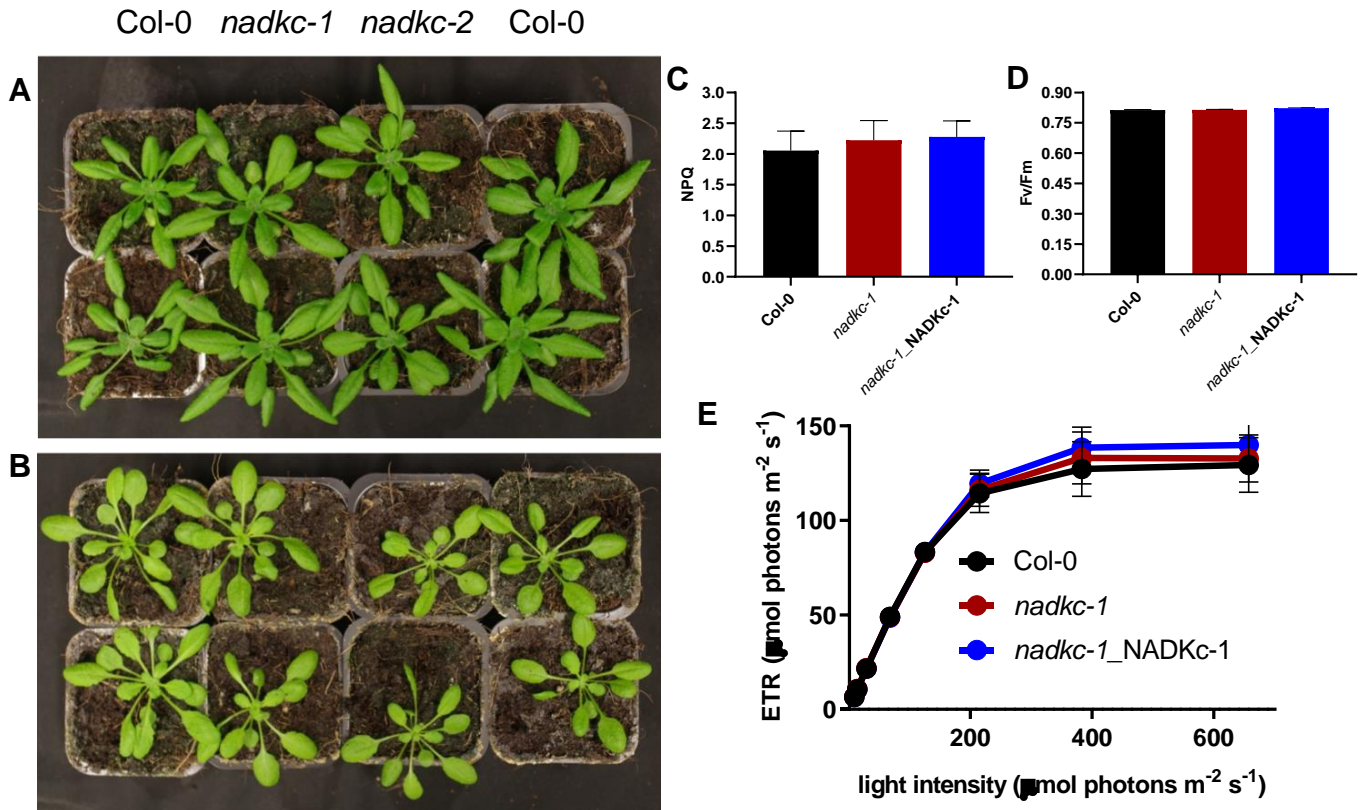 Col-0 nadkc-1 nadkc-2 Col-0
A
B
C
NPQ
3.0
2.5
2.0
1.5
1.0
0.5
0.0
Col-0
nadkc-1
nadkc-1_NADKc-1
D
Fv/Fm
0.90
0.75
0.60
0.45
0.30
0.15
0.00
Col-0
nadkc-1
nadkc-1_NADKc-1
E
ETR (μmol photons m-2 s-1)
150
100
50
0
Col-0
nadkc-1
nadkc-1_NADKc-1
200 400 600
light intensity (μmol photons m-2 s-1)